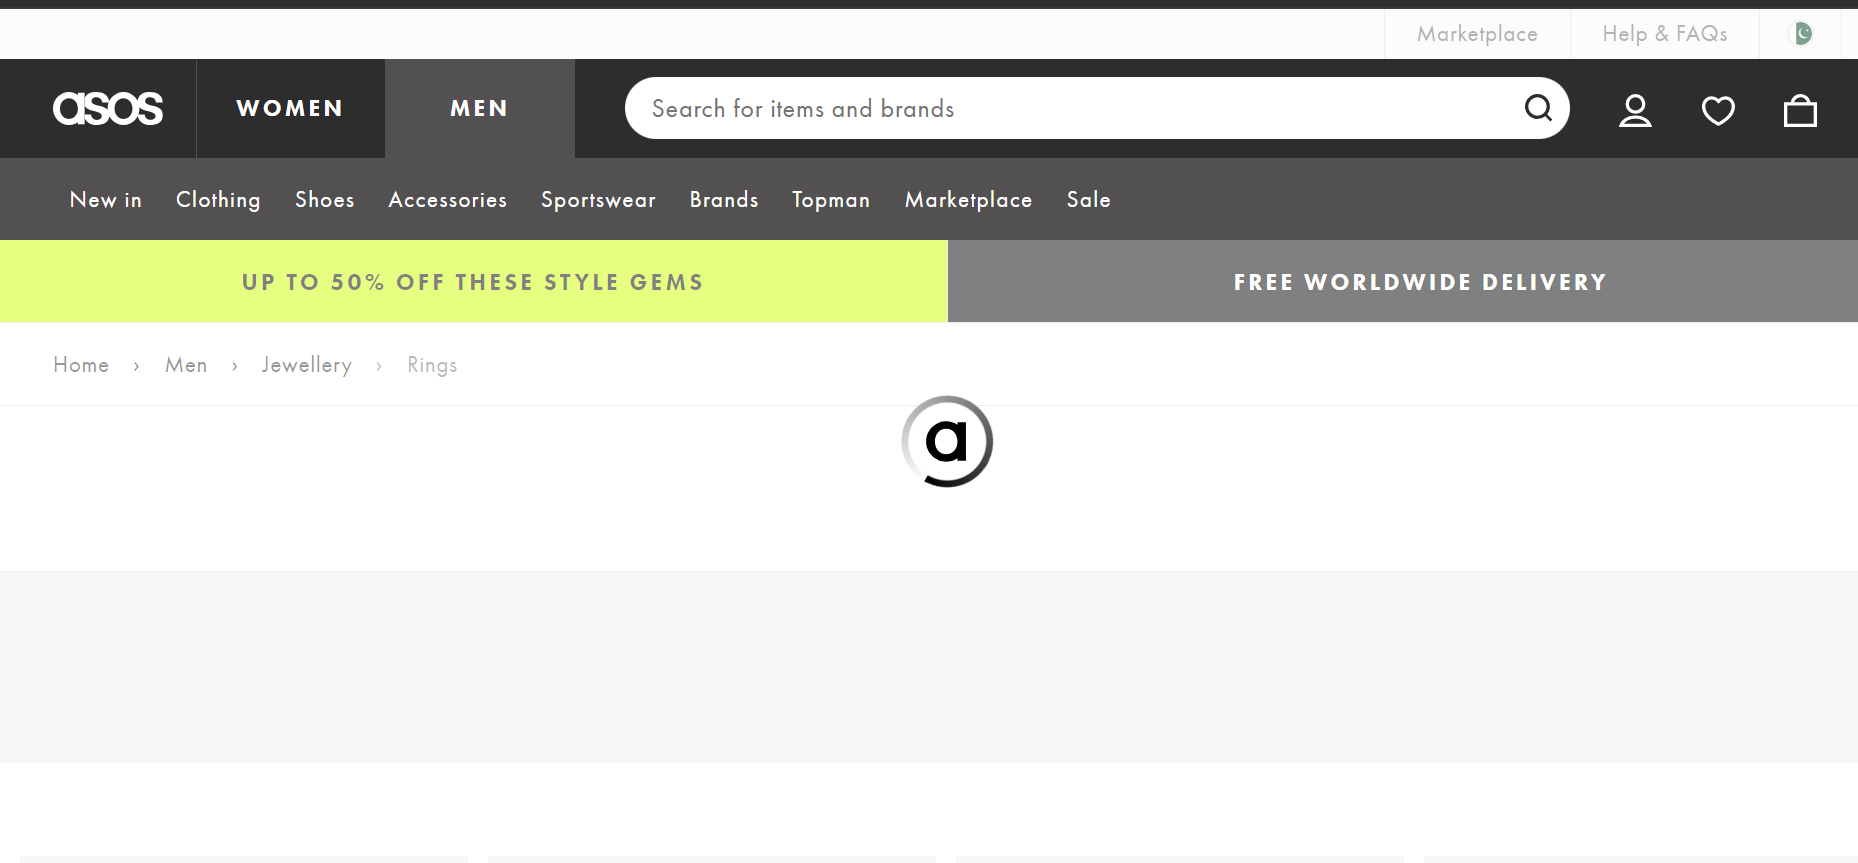 Marketplace Help & FAQs
asos WOMEN MEN Search for items and brands
New in Clothing Shoes Accessories Sportswear Brands Topman Marketplace Sale
UP TO 50% OFF THESE STYLE GEMS FREE WORLDWIDE DELIVERY
Home › Men › Jewellery › Rings
a